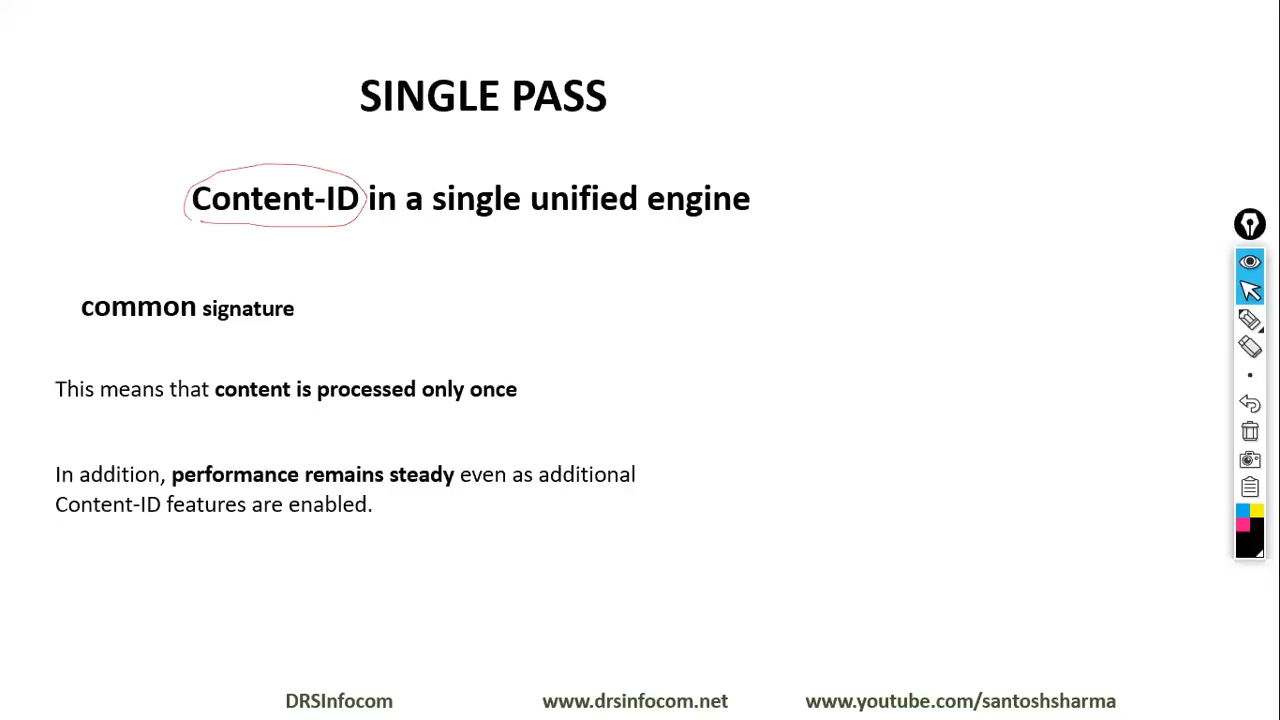 SINGLE PASS
Content-ID in a single unified engine
common signature
This means that content is processed only once
In addition, performance remains steady even as additional
Content-ID features are enabled.
DRSInfocom www.drsinfocom.net www.youtube.com/santoshsharma